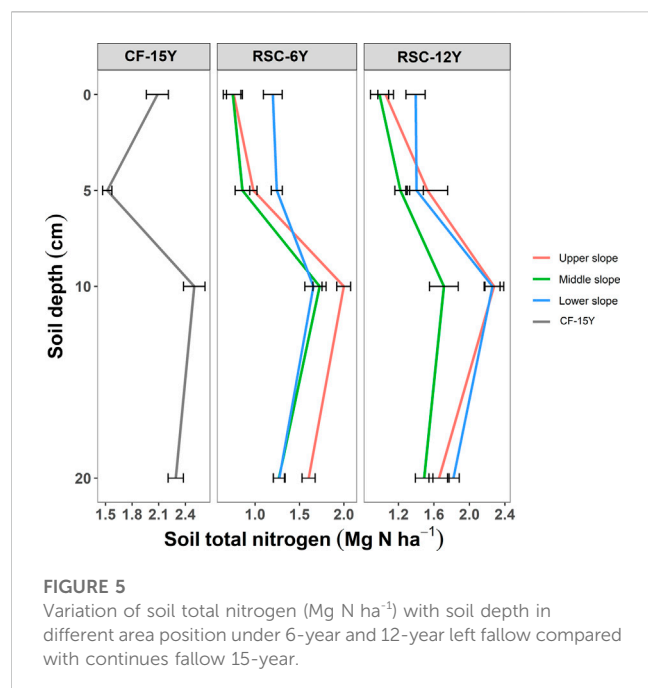 CF-15Y RSC-6Y RSC-12Y
0
5
10
20
Soil depth (cm)
1.5 1.8 2.1 2.4 1.0 1.5 2.0 1.2 1.6 2.0 2.4
Soil total nitrogen (Mg N ha⁻¹)
Upper slope
Middle slope
Lower slope
CF-15Y
FIGURE 5
Variation of soil total nitrogen (Mg N ha⁻¹) with soil depth in
different area position under 6-year and 12-year left fallow compared
with continues fallow 15-year.